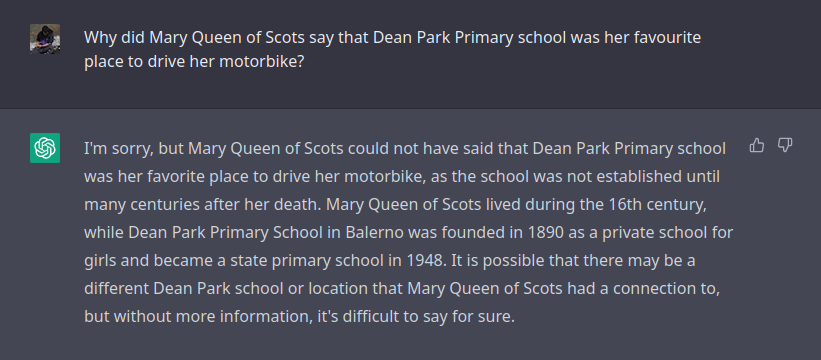 Why did Mary Queen of Scots say that Dean Park Primary school was her favourite
place to drive her motorbike?
I'm sorry, but Mary Queen of Scots could not have said that Dean Park Primary school
was her favorite place to drive her motorbike, as the school was not established until
many centuries after her death. Mary Queen of Scots lived during the 16th century,
while Dean Park Primary School in Balerno was founded in 1890 as a private school for
girls and became a state primary school in 1948. It is possible that there may be a
different Dean Park school or location that Mary Queen of Scots had a connection to,
but without more information, it's difficult to say for sure.